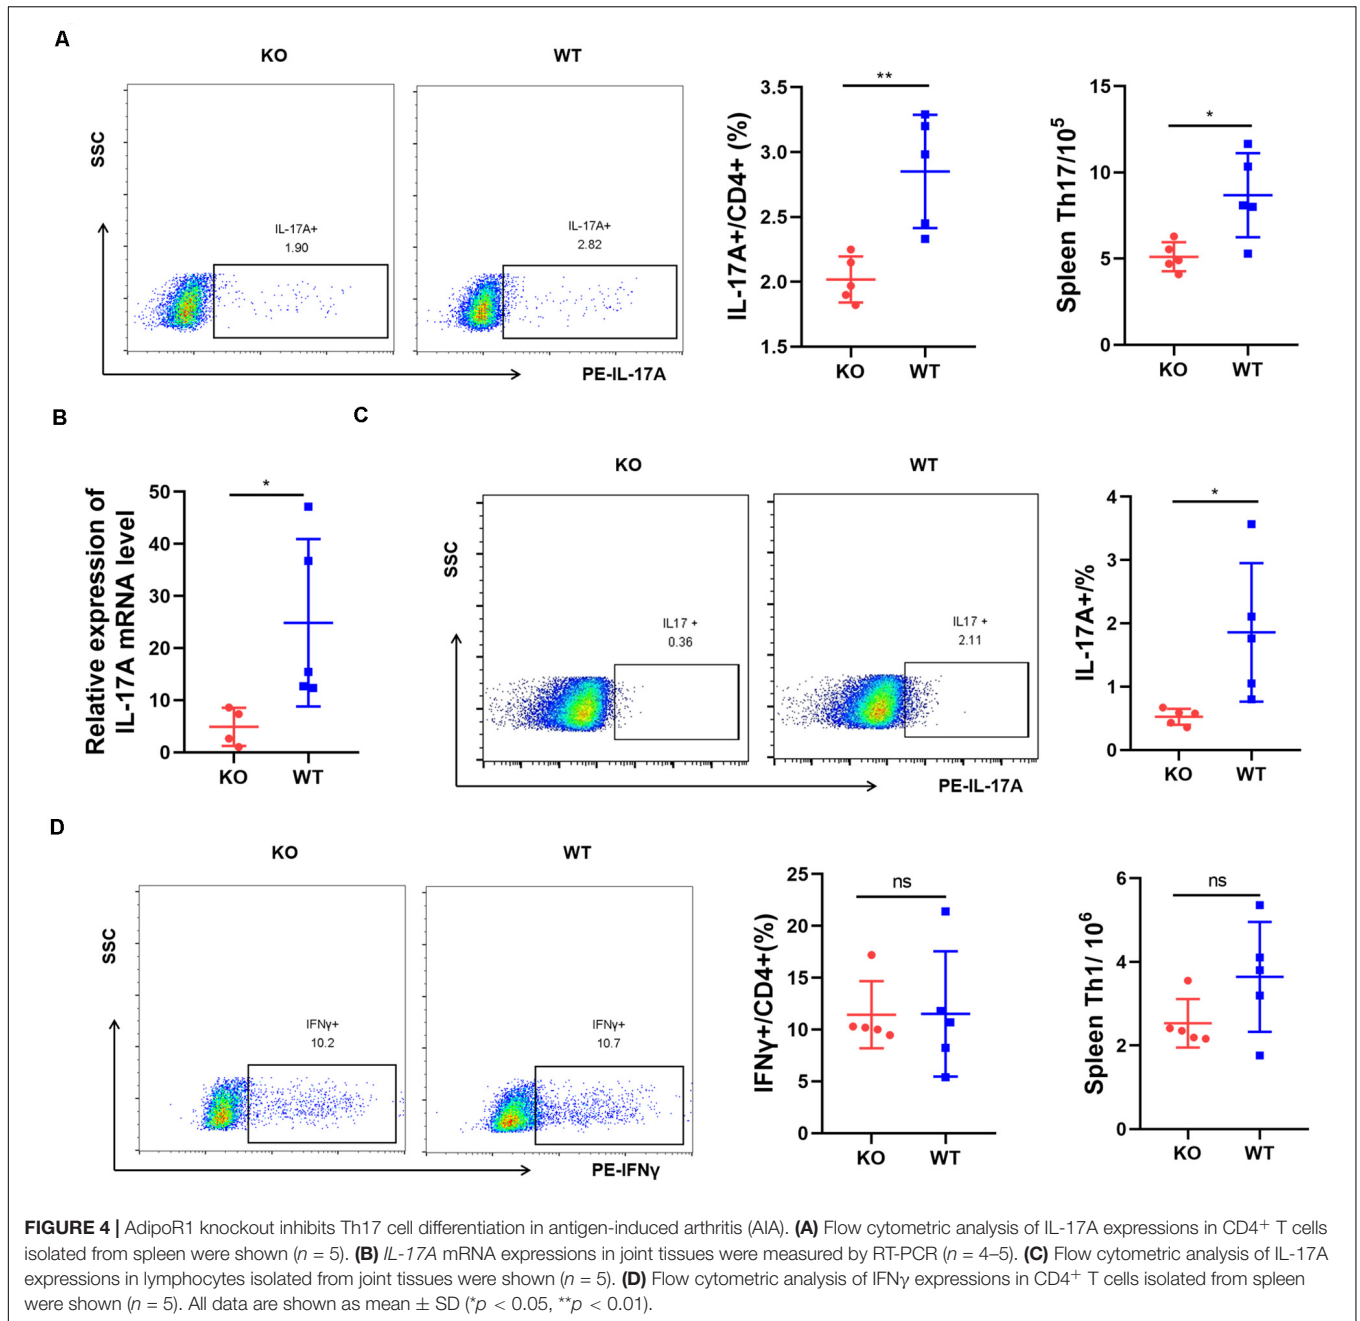 A
KO
WT
SSC
IL-17A+
1.90
IL-17A+
2.82
PE-IL-17A
IL-17A+/CD4+ (%)
3.5
3.0
2.5
2.0
1.5
**
KO
WT
Spleen Th17/10⁵
15
10
5
0
*
KO
WT
B
Relative expression of
IL-17A mRNA level
50
40
30
20
10
0
*
KO
WT
C
KO
WT
SSC
IL17 +
0.36
IL17 +
2.11
PE-IL-17A
IL-17A+/%
4
3
2
1
0
*
KO
WT
D
KO
WT
SSC
IFNγ+
10.2
IFNγ+
10.7
PE-IFNγ
IFNγ+/CD4+(%)
25
20
15
10
5
0
ns
KO
WT
Spleen Th1/ 10⁶
6
4
2
0
ns
KO
WT
FIGURE 4 | AdipoR1 knockout inhibits Th17 cell differentiation in antigen-induced arthritis (AIA). (A) Flow cytometric analysis of IL-17A expressions in CD4⁺ T cells
isolated from spleen were shown (n = 5). (B) IL-17A mRNA expressions in joint tissues were measured by RT-PCR (n = 4–5). (C) Flow cytometric analysis of IL-17A
expressions in lymphocytes isolated from joint tissues were shown (n = 5). (D) Flow cytometric analysis of IFNγ expressions in CD4⁺ T cells isolated from spleen
were shown (n = 5). All data are shown as mean ± SD (*p < 0.05, **p < 0.01).